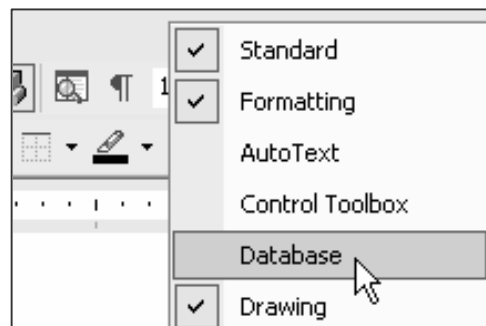 Standard
Formatting
AutoText
Control Toolbox
Database
Drawing